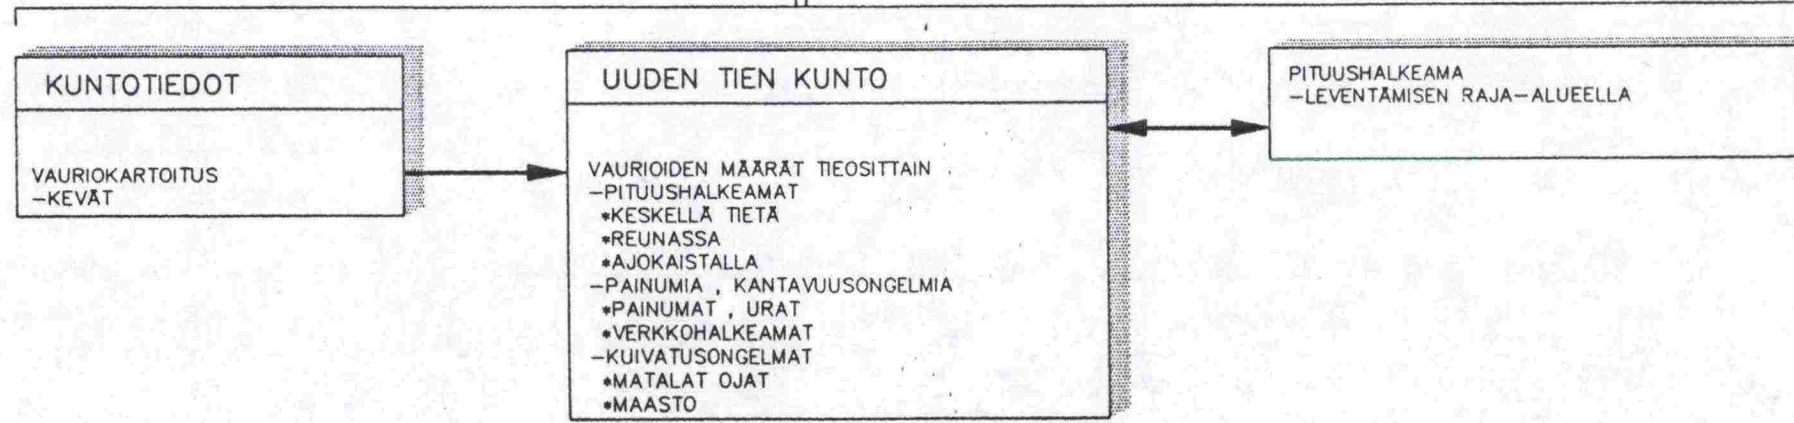 KUNTOTIEDOT
VAURIOKARTOITUS
-KEVÄT
UUDEN TIEN KUNTO
VAURIOIDEN MÄÄRÄT TIEOSITTAIN
-PITUUSHALKEAMAT
*KESKELLÄ TIETÄ
*REUNASSA
*AJOKAISTALLA
-PAINUMIA , KANTAVUUSONGELMIA
*PAINUMAT , URAT
*VERKKOHALKEAMAT
-KUIVATUSONGELMAT
*MATALAT OJAT
*MAASTO
PITUUSHALKEAMA
-LEVENTÄMISEN RAJA-ALUEELLA